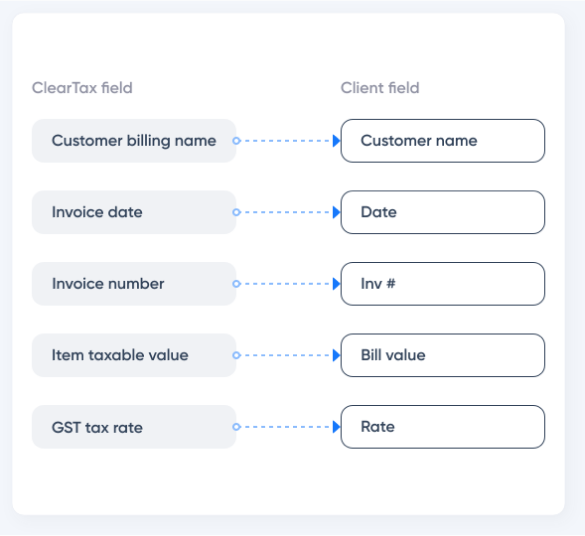 ClearTax field Client field
Customer billing name Customer name
Invoice date Date
Invoice number Inv #
Item taxable value Bill value
GST tax rate Rate